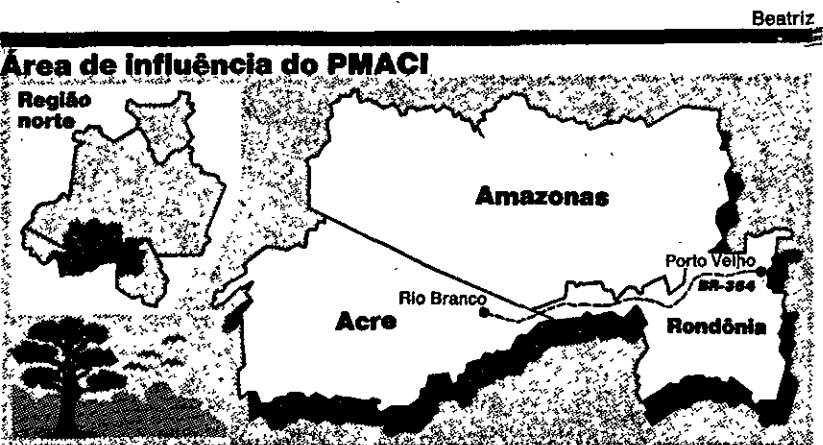 Beatriz
Área de influência do PMACI
Região
norte
Amazonas
Porto Velho
BR-364
Rio Branco
Acre
Rondônia